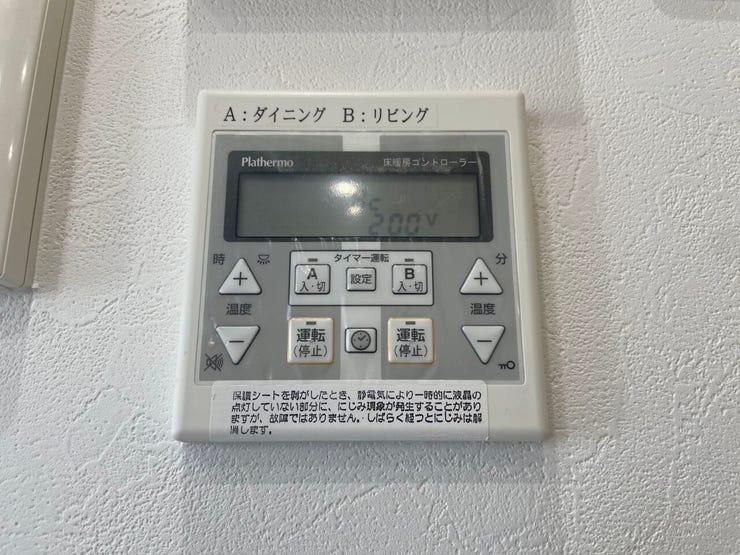 A：ダイニング B：リビング
Plathermo 床暖房コントローラー
200V
時 タイマー運転 分
＋ A 入・切 設定 B 入・切 ＋
温度 温度
－ 運転(停止) 運転(停止) －
保護シートを剥がしたとき、静電気により一時的に液晶の
点灯していない部分に、にじみ現象が発生することがあり
ますが、故障ではありません。しばらく経つとにじみは解
消します。